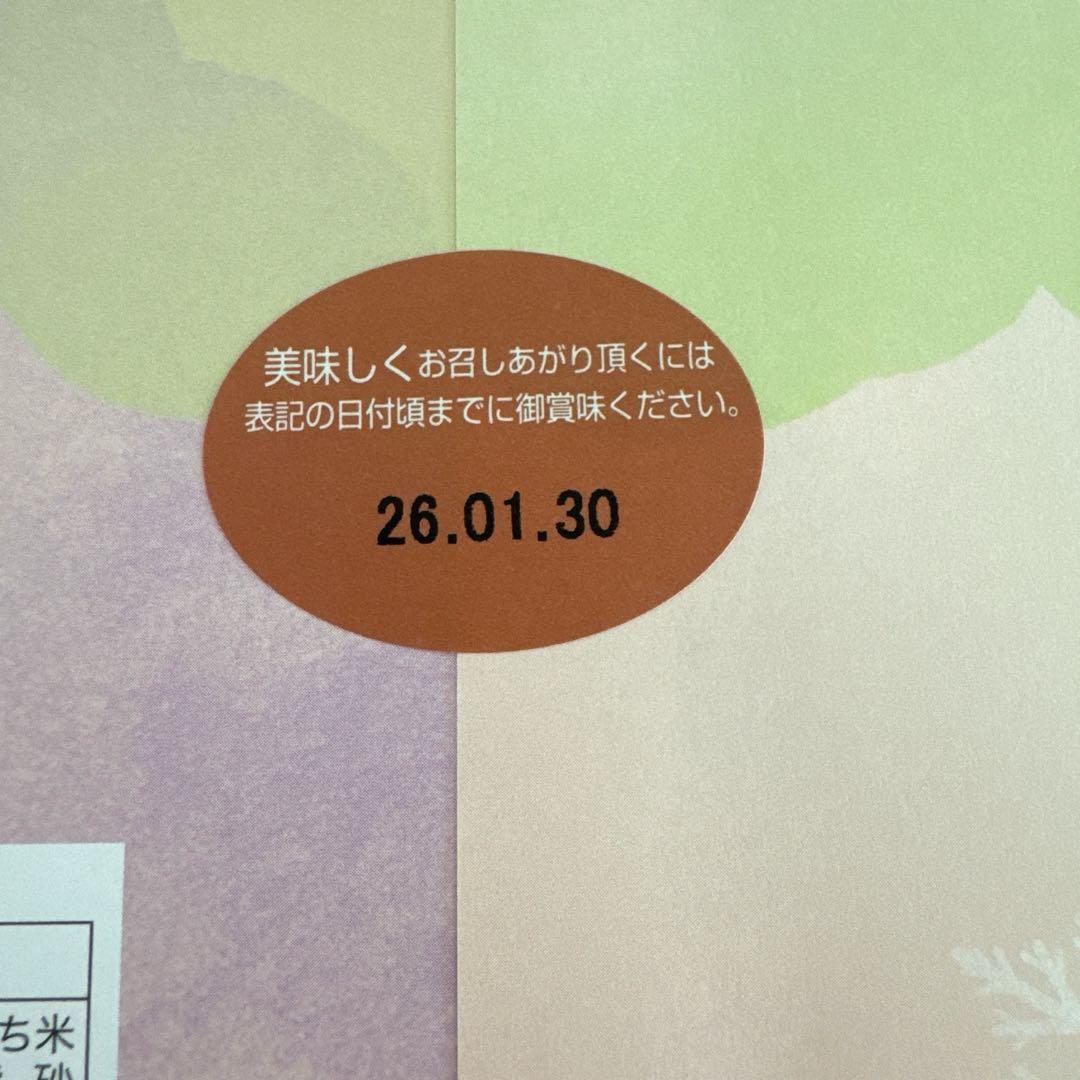 美味しくお召しあがり頂くには
表記の日付頃までに御賞味ください。
26.01.30
ち米
砂